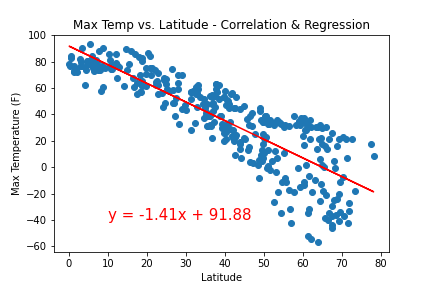 Max Temp vs. Latitude - Correlation & Regression
100
80
60
40
20
0
−20
−40
−60
Max Temperature (F)
y = -1.41x + 91.88
0 10 20 30 40 50 60 70 80
Latitude